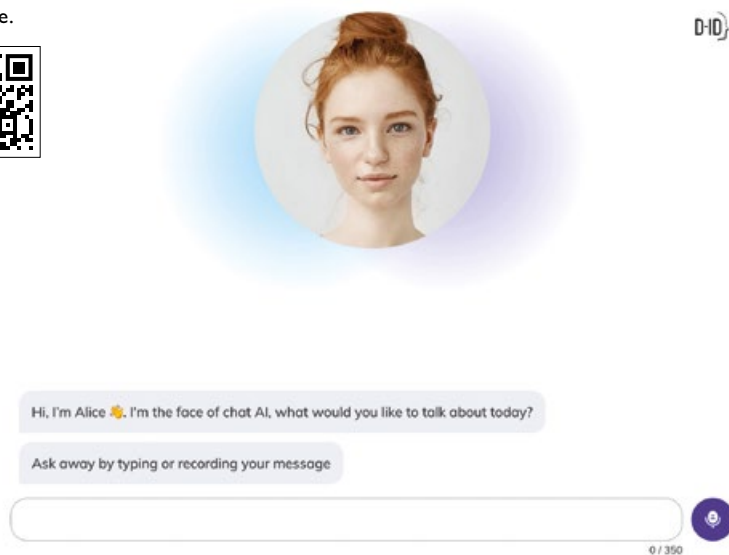 e.
D-ID
Hi, I'm Alice 👋. I'm the face of chat AI, what would you like to talk about today?
Ask away by typing or recording your message
0 / 350